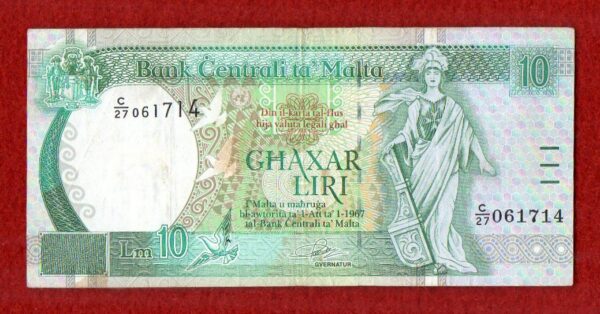 Bank Ċentrali ta' Malta
10
C/27 061714
Din il-karta tal-flus
hija valuta legali għal
GĦAXAR
LIRI
f'Malta u maħruġa
bl-awtorità ta' l-Att ta' l-1967
tal-Bank Ċentrali ta' Malta
C/27 061714
Lm 10
GVERNATUR